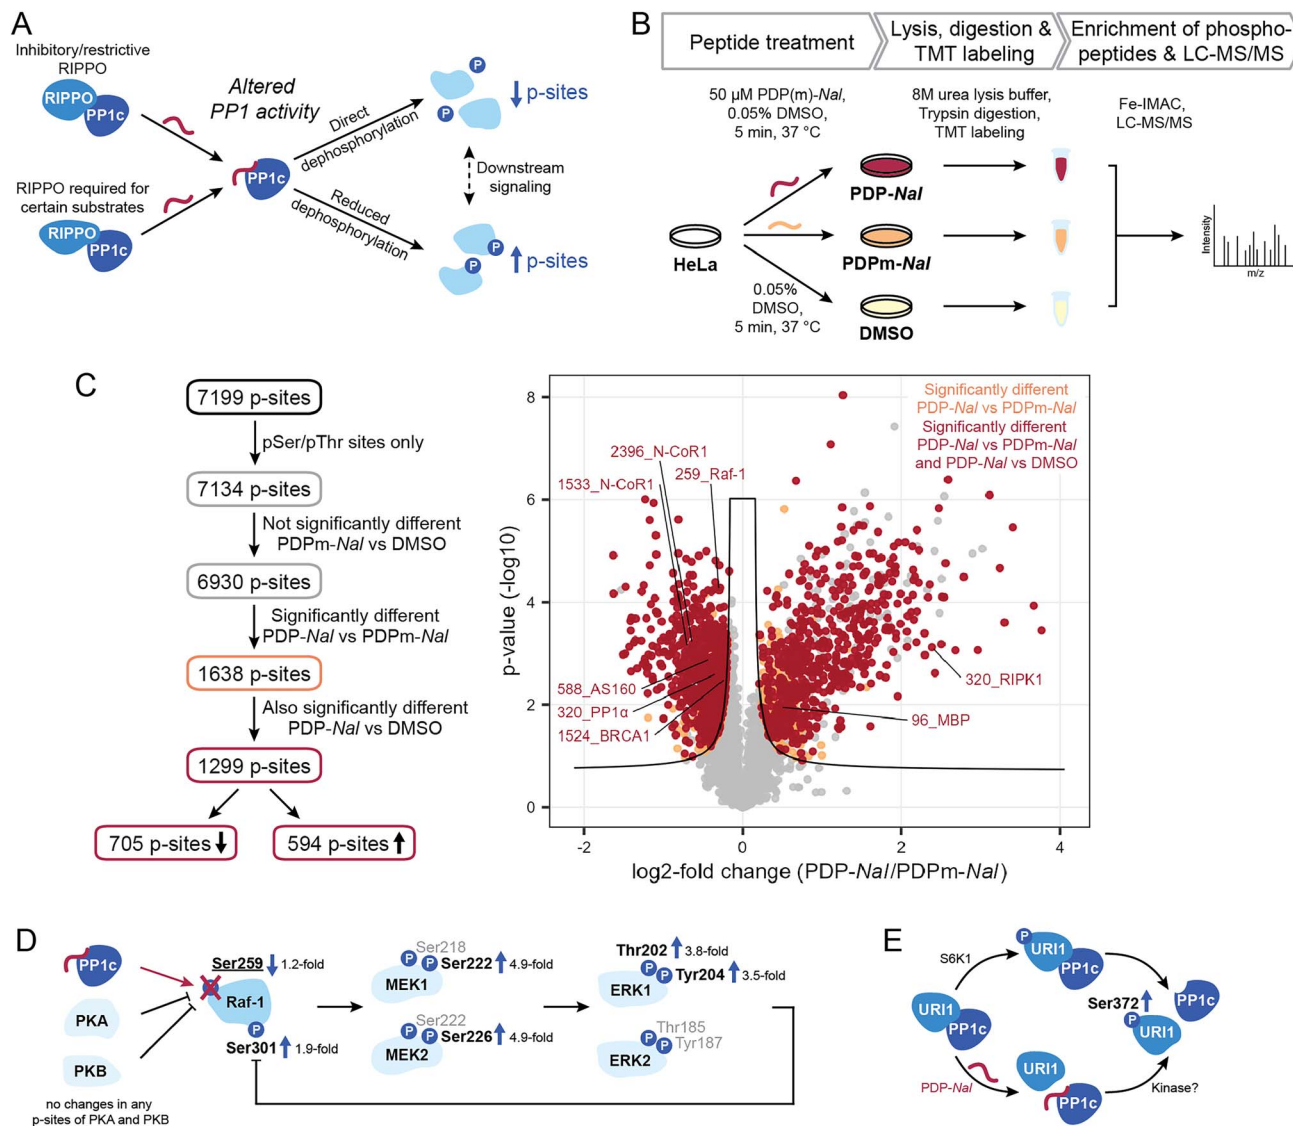 A
Inhibitory/restrictive
RIPPO
RIPPO
PP1c
RIPPO required for
certain substrates
RIPPO
PP1c
Altered
PP1 activity
PP1c
Direct
dephosphorylation
Reduced
dephosphorylation
P
P
p-sites
Downstream
signaling
P
P
p-sites
B
Peptide treatment
Lysis, digestion &
TMT labeling
Enrichment of phospho-
peptides & LC-MS/MS
50 µM PDP(m)-Nal,
0.05% DMSO,
5 min, 37 °C
8M urea lysis buffer,
Trypsin digestion,
TMT labeling
Fe-IMAC,
LC-MS/MS
HeLa
PDP-Nal
PDPm-Nal
0.05%
DMSO,
5 min, 37 °C
DMSO
Intensity
m/z
C
7199 p-sites
pSer/pThr sites only
7134 p-sites
Not significantly different
PDPm-Nal vs DMSO
6930 p-sites
Significantly different
PDP-Nal vs PDPm-Nal
1638 p-sites
Also significantly different
PDP-Nal vs DMSO
1299 p-sites
705 p-sites
594 p-sites
p-value (-log10)
8
6
4
2
0
-2
0
2
4
log2-fold change (PDP-Nal/PDPm-Nal)
Significantly different
PDP-Nal vs PDPm-Nal
Significantly different
PDP-Nal vs PDPm-Nal
and PDP-Nal vs DMSO
2396_N-CoR1
259_Raf-1
1533_N-CoR1
588_AS160
320_PP1α
1524_BRCA1
320_RIPK1
96_MBP
D
PP1c
PKA
PKB
no changes in any
p-sites of PKA and PKB
Ser259
1.2-fold
Raf-1
P
Ser301
1.9-fold
Ser218
P
P
Ser222
4.9-fold
MEK1
Ser222
P
P
Ser226
4.9-fold
MEK2
Thr202
3.8-fold
P
P
Tyr204
3.5-fold
ERK1
Thr185
P
P
Tyr187
ERK2
E
S6K1
P
URI1
PP1c
URI1
PP1c
PDP-Nal
URI1
PP1c
Kinase?
Ser372
P
URI1
PP1c